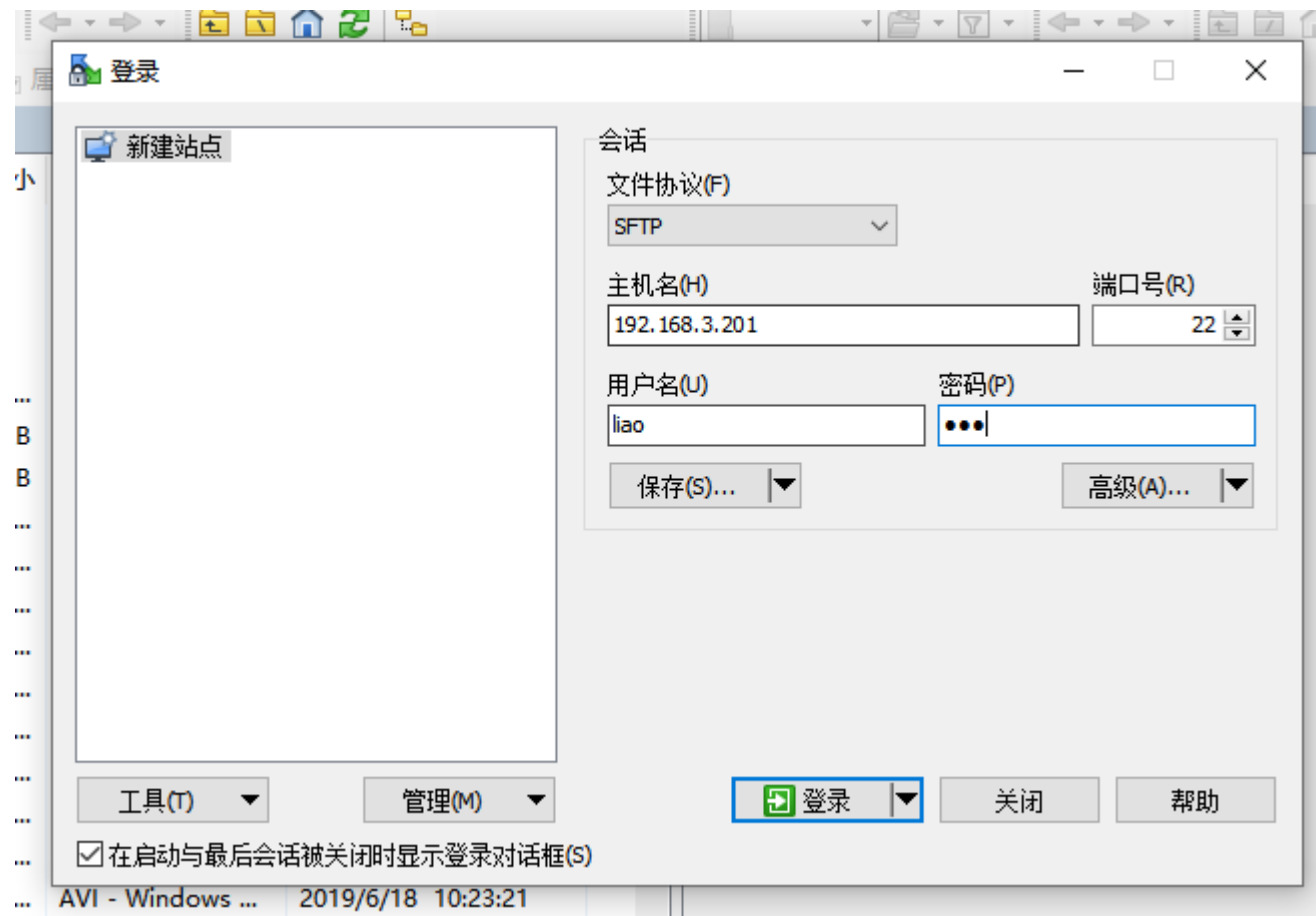 属
登录
新建站点
会话
小
文件协议(F)
SFTP
主机名(H) 端口号(R)
192.168.3.201 22
用户名(U) 密码(P)
liao ●●●
...
B
B
保存(S)... 高级(A)...
...
...
...
...
...
...
...
工具(T) 管理(M) 登录 关闭 帮助
...
... 在启动与最后会话被关闭时显示登录对话框(S)
... AVI - Windows ... 2019/6/18 10:23:21